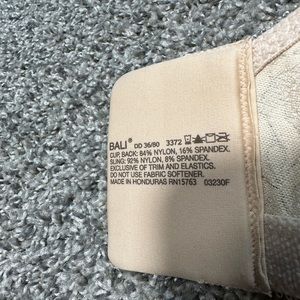 BALI® DD 36/80 3372
CUP, BACK: 84% NYLON, 16% SPANDEX.
SLING: 92% NYLON, 8% SPANDEX.
EXCLUSIVE OF TRIM AND ELASTICS.
DO NOT USE FABRIC SOFTENER.
MADE IN HONDURAS RN15763 03230F